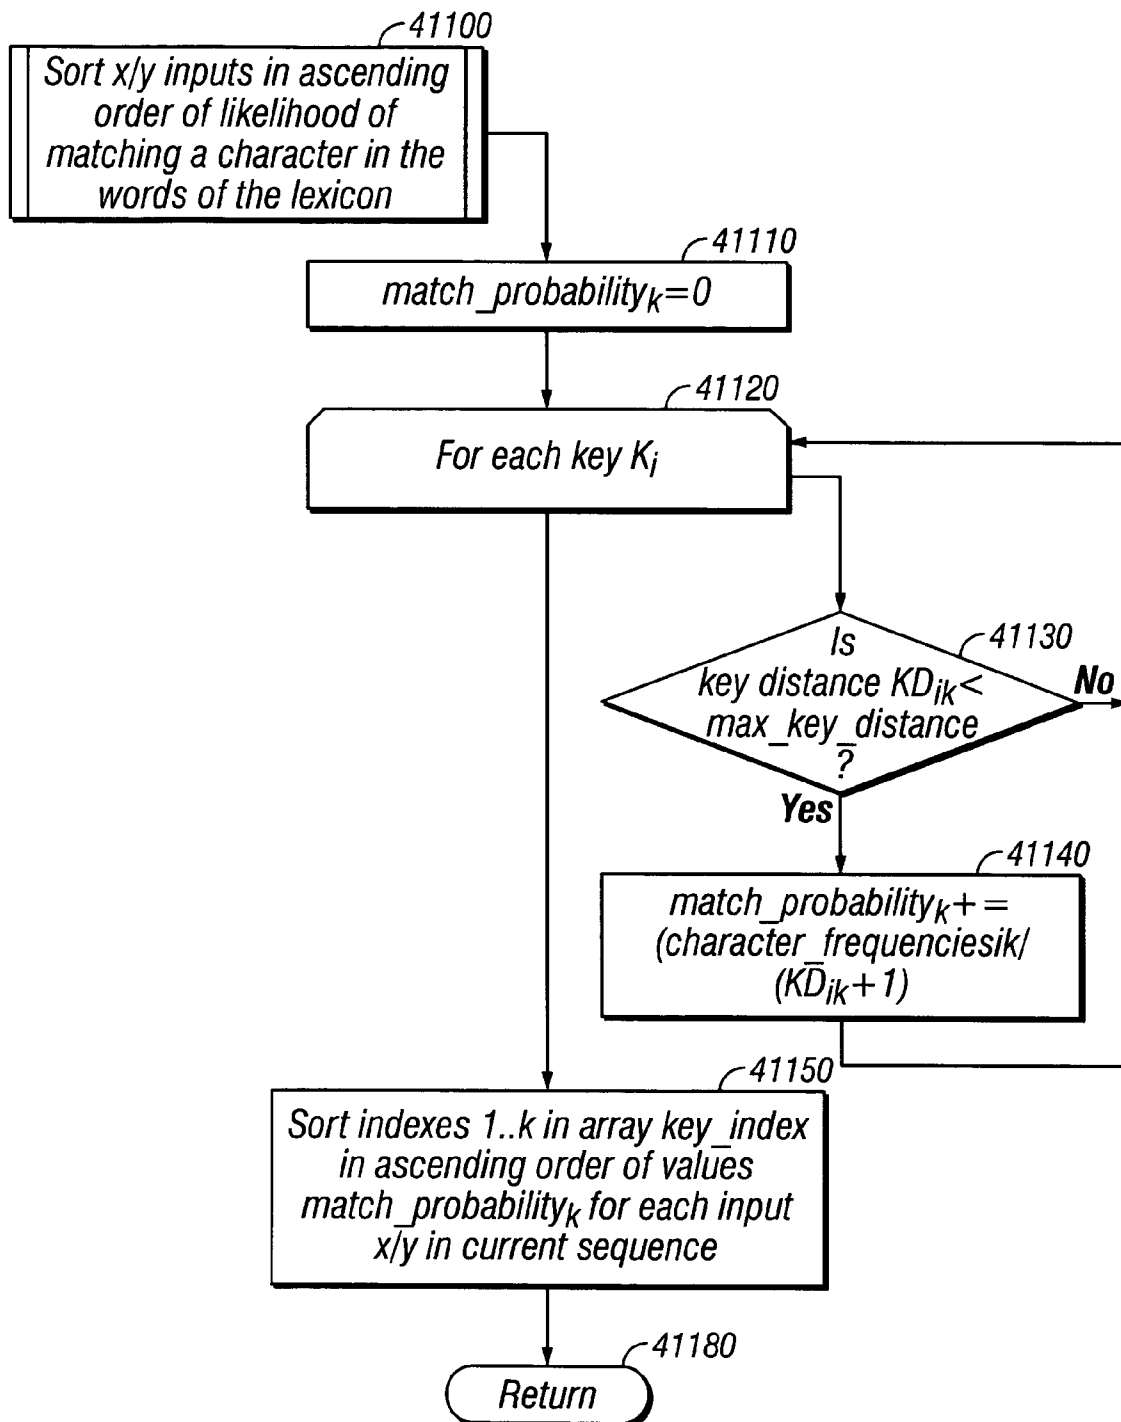 41100
Sort x/y inputs in ascending
order of likelihood of
matching a character in the
words of the lexicon
41110
match_probabilityk=0
41120
For each key Ki
41130
Is
key distance KDik<
max_key_distance
?
No
Yes
41140
match_probabilityk+=
(character_frequenciesik/
(KDik+1)
41150
Sort indexes 1..k in array key_index
in ascending order of values
match_probabilityk for each input
x/y in current sequence
41180
Return